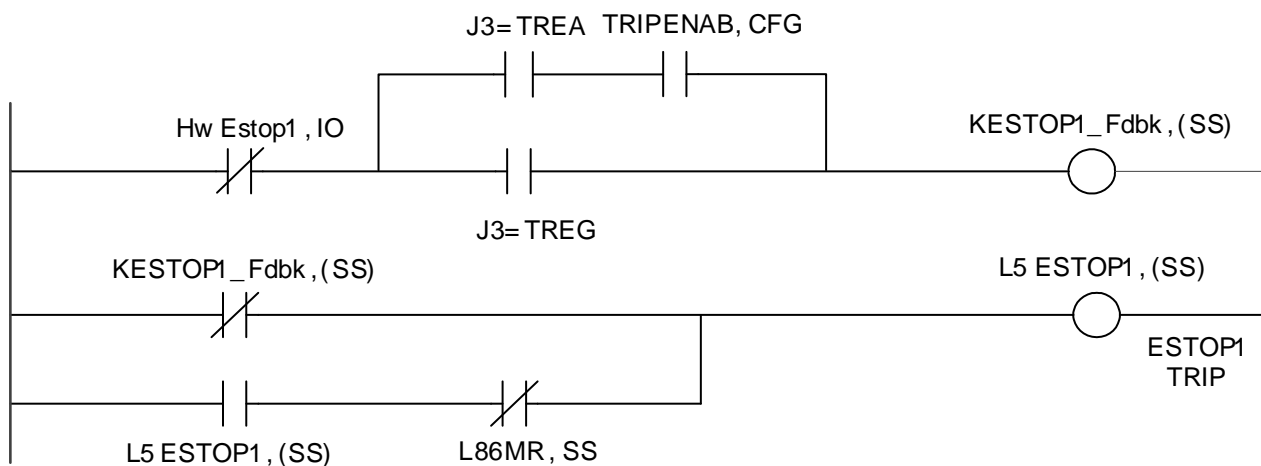 J3=TREA TRIPENAB, CFG
Hw Estop1, IO
KESTOP1_Fdbk, (SS)
J3=TREG
KESTOP1_Fdbk, (SS)
L5 ESTOP1, (SS)
ESTOP1
TRIP
L5 ESTOP1, (SS)
L86MR, SS